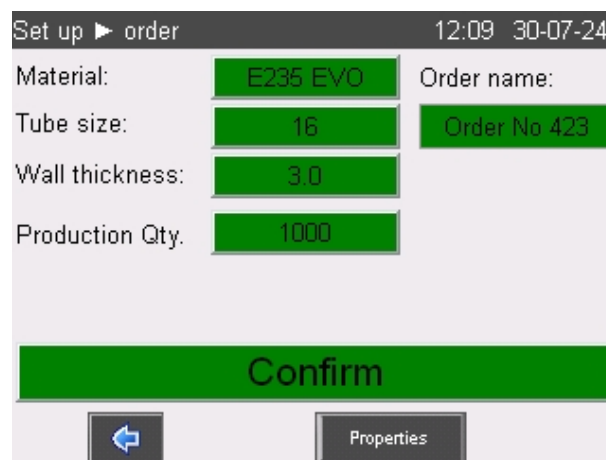 Set up ► order 12:09 30-07-24
Material: E235 EVO Order name:
Tube size: 16 Order No 423
Wall thickness: 3.0
Production Qty. 1000
Confirm
Properties